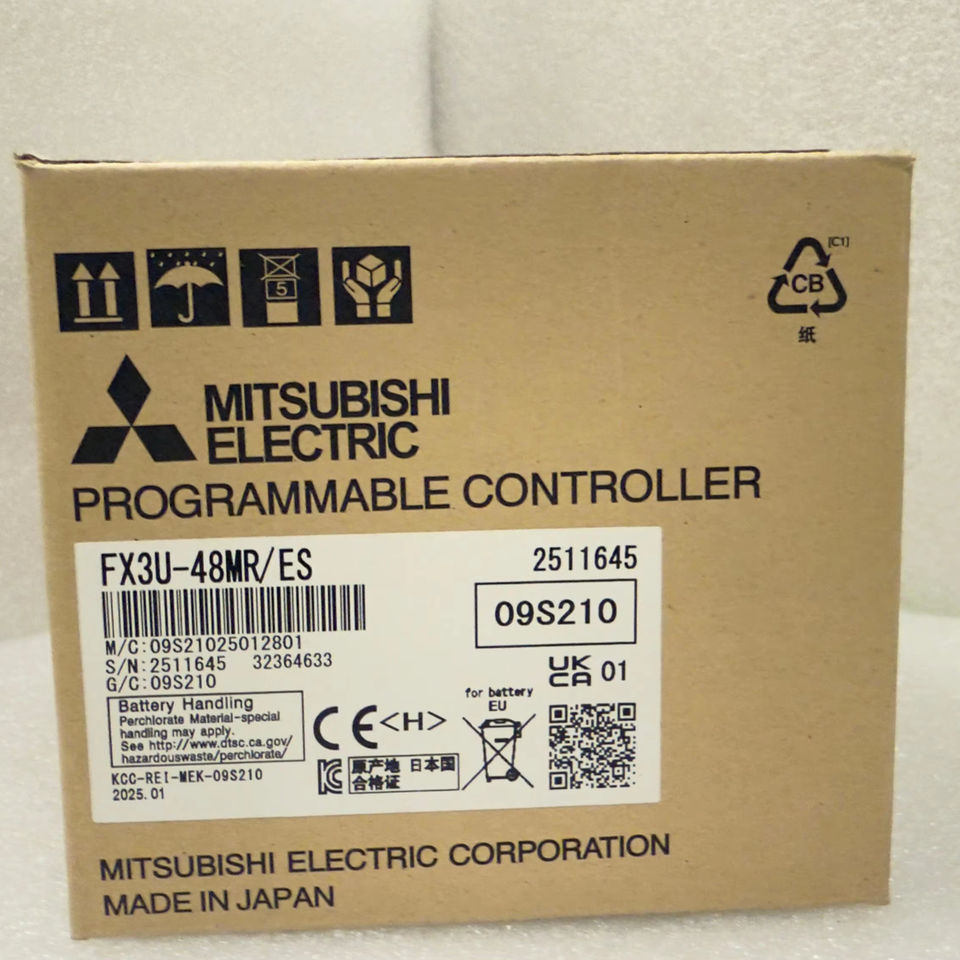 5
[C1]
CB
纸
MITSUBISHI
ELECTRIC
PROGRAMMABLE CONTROLLER
FX3U-48MR/ES
2511645
09S210
M/C:09S21025012801
S/N:2511645 32364633
G/C:09S210
UK
CA 01
Battery Handling
Perchlorate Material-special
handling may apply.
See http://www.dtsc.ca.gov/
hazardouswaste/perchlorate/
CE <H>
for battery
EU
KC
原产地 日本国
合格证
KCC-REI-MEK-09S210
2025.01
MITSUBISHI ELECTRIC CORPORATION
MADE IN JAPAN